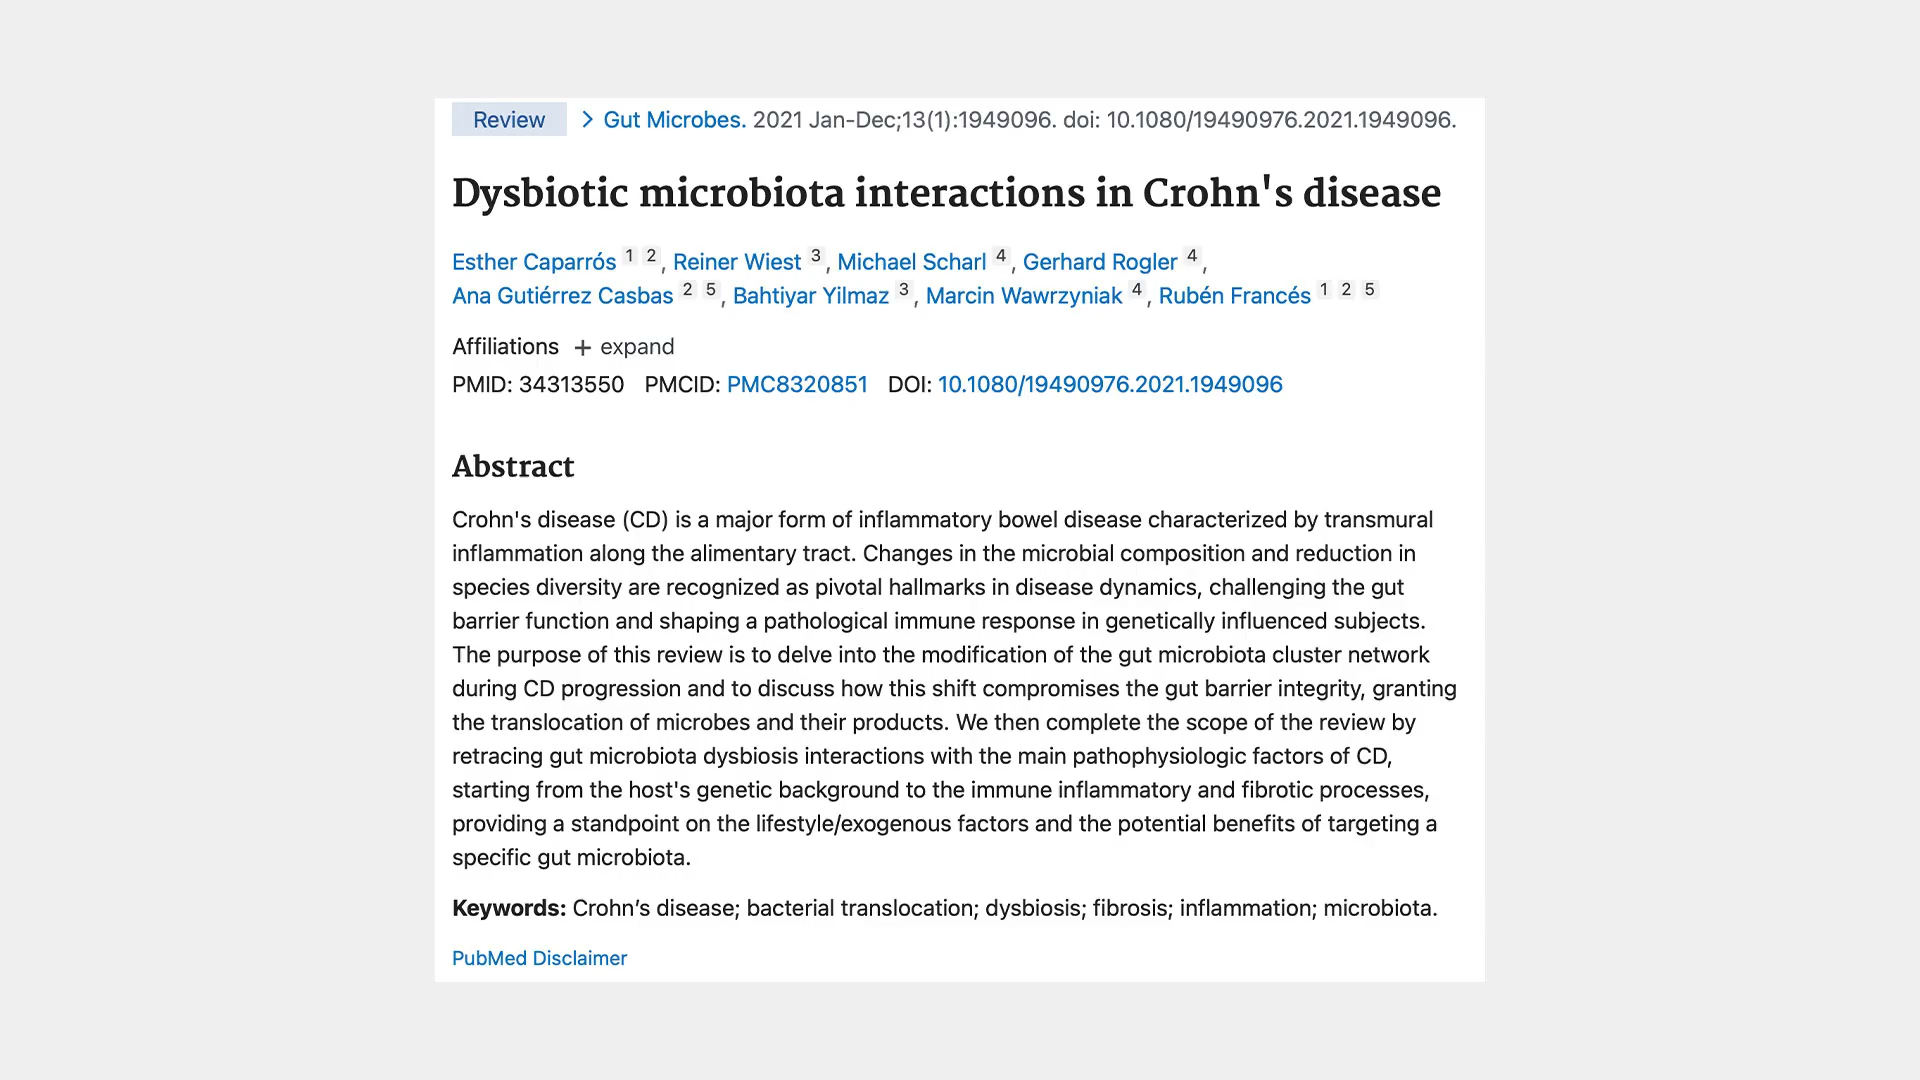 Review > Gut Microbes. 2021 Jan-Dec;13(1):1949096. doi: 10.1080/19490976.2021.1949096.
Dysbiotic microbiota interactions in Crohn's disease
Esther Caparrós 1 2, Reiner Wiest 3, Michael Scharl 4, Gerhard Rogler 4,
Ana Gutiérrez Casbas 2 5, Bahtiyar Yilmaz 3, Marcin Wawrzyniak 4, Rubén Francés 1 2 5
Affiliations + expand
PMID: 34313550 PMCID: PMC8320851 DOI: 10.1080/19490976.2021.1949096
Abstract
Crohn's disease (CD) is a major form of inflammatory bowel disease characterized by transmural
inflammation along the alimentary tract. Changes in the microbial composition and reduction in
species diversity are recognized as pivotal hallmarks in disease dynamics, challenging the gut
barrier function and shaping a pathological immune response in genetically influenced subjects.
The purpose of this review is to delve into the modification of the gut microbiota cluster network
during CD progression and to discuss how this shift compromises the gut barrier integrity, granting
the translocation of microbes and their products. We then complete the scope of the review by
retracing gut microbiota dysbiosis interactions with the main pathophysiologic factors of CD,
starting from the host's genetic background to the immune inflammatory and fibrotic processes,
providing a standpoint on the lifestyle/exogenous factors and the potential benefits of targeting a
specific gut microbiota.
Keywords: Crohn’s disease; bacterial translocation; dysbiosis; fibrosis; inflammation; microbiota.
PubMed Disclaimer